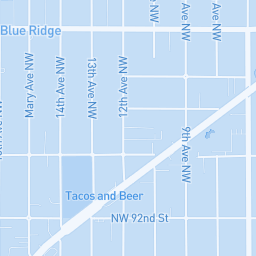 Blue Ridge
Mary Ave NW
14th Ave NW
13th Ave NW
12th Ave NW
9th Ave NW
Tacos and Beer
NW 92nd St